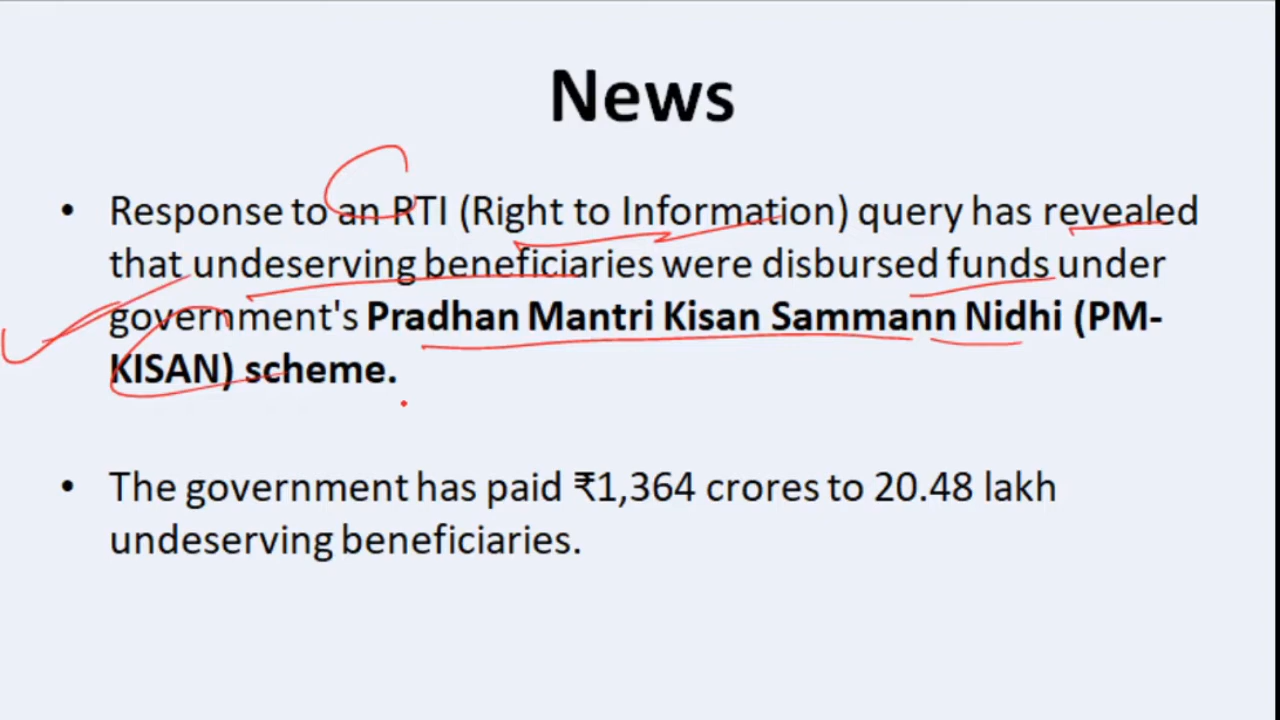 News
• Response to an RTI (Right to Information) query has revealed
that undeserving beneficiaries were disbursed funds under
government's Pradhan Mantri Kisan Sammann Nidhi (PM-
KISAN) scheme.
• The government has paid ₹1,364 crores to 20.48 lakh
undeserving beneficiaries.